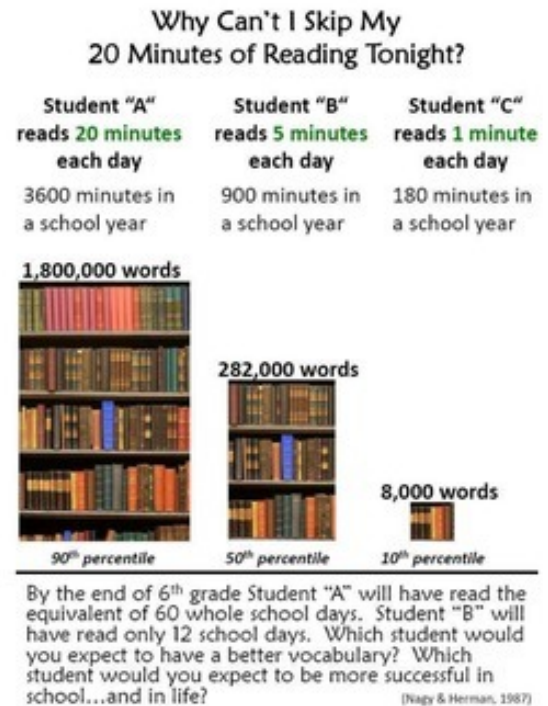 Why Can't I Skip My
20 Minutes of Reading Tonight?
Student "A"
reads 20 minutes
each day
3600 minutes in
a school year
1,800,000 words
90th percentile
Student "B"
reads 5 minutes
each day
900 minutes in
a school year
282,000 words
50th percentile
Student "C"
reads 1 minute
each day
180 minutes in
a school year
8,000 words
10th percentile
By the end of 6th grade Student "A" will have read the
equivalent of 60 whole school days. Student "B" will
have read only 12 school days. Which student would
you expect to have a better vocabulary? Which
student would you expect to be more successful in
school...and in life?
(Nagy & Herman, 1987)